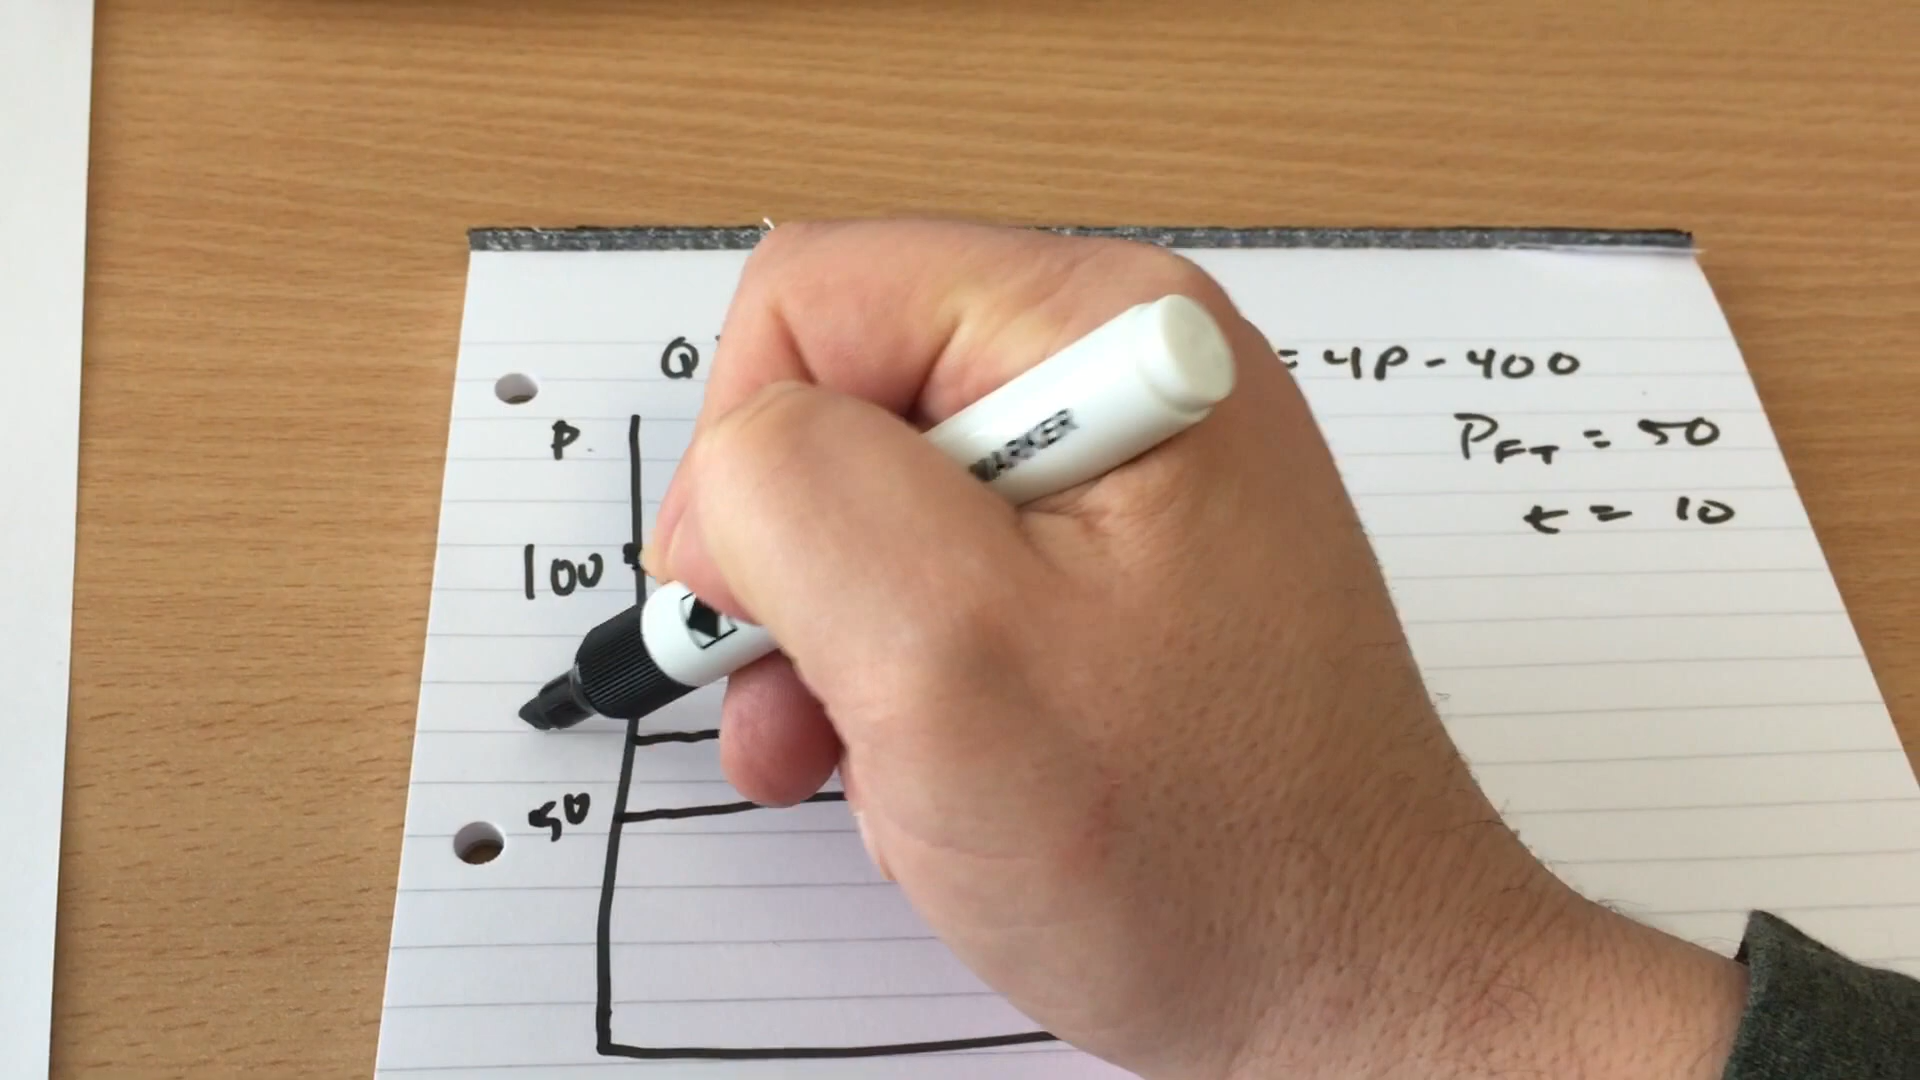 Q = 4P - 400
P.
P_FT = 50
t = 10
100
50
MARKER